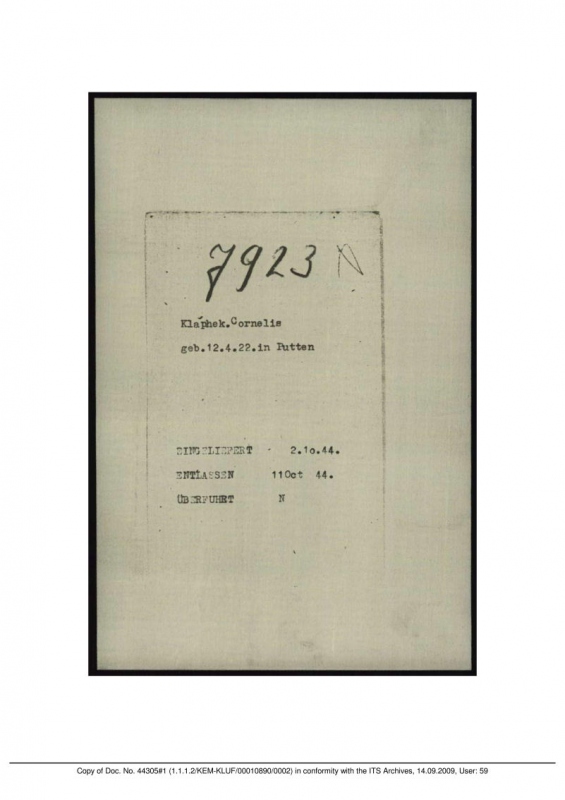 7923 N
Klaphek.Cornelis
geb.12.4.22.in Putten
EINGELIEFERT - 2.1o.44.
ENTLASSEN 11Oct 44.
ÜBERFUHRT N
Copy of Doc. No. 44305#1 (1.1.1.2/KEM-KLUF/00010890/0002) in conformity with the ITS Archives, 14.09.2009, User: 59